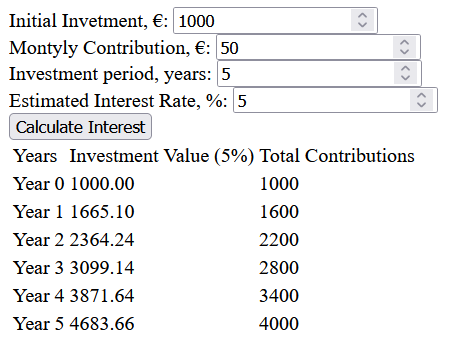 Initial Invetment, €: 1000
Montyly Contribution, €: 50
Investment period, years: 5
Estimated Interest Rate, %: 5
Calculate Interest
Years Investment Value (5%) Total Contributions
Year 0 1000.00 1000
Year 1 1665.10 1600
Year 2 2364.24 2200
Year 3 3099.14 2800
Year 4 3871.64 3400
Year 5 4683.66 4000